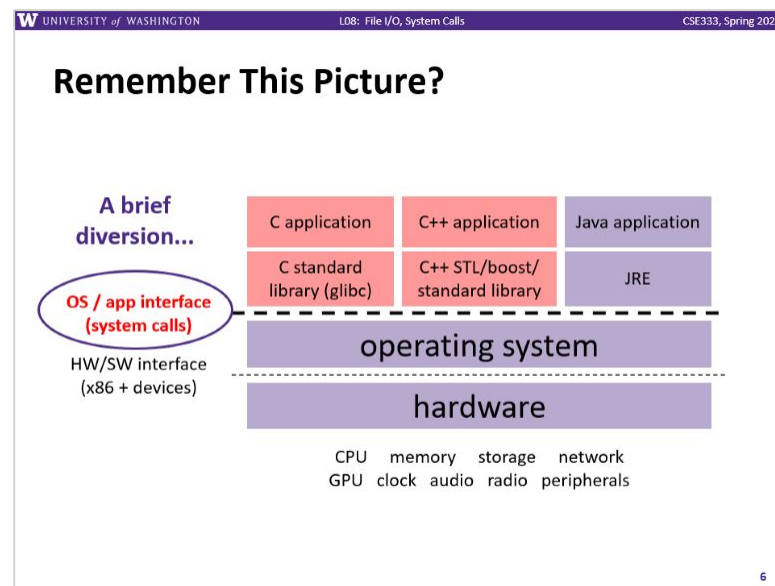 W UNIVERSITY of WASHINGTON
L08: File I/O, System Calls
CSE333, Spring 202
Remember This Picture?
A brief
diversion...
OS / app interface
(system calls)
HW/SW interface
(x86 + devices)
C application
C++ application
Java application
C standard
library (glibc)
C++ STL/boost/
standard library
JRE
operating system
hardware
CPU memory storage network
GPU clock audio radio peripherals
6